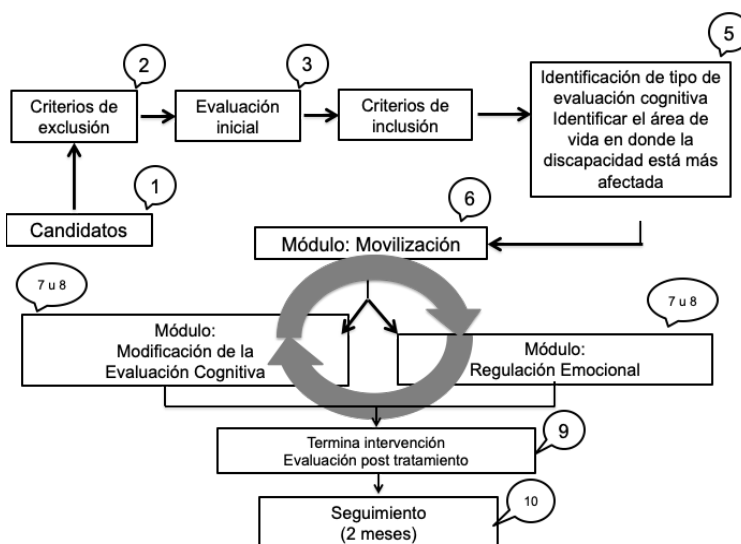 5
2
3
Criterios de
exclusión
Evaluación
inicial
Criterios de
inclusión
Identificación de tipo de
evaluación cognitiva
Identificar el área de
vida en donde la
discapacidad está más
afectada
1
Candidatos
6
Módulo: Movilización
7 u 8
7 u 8
Módulo:
Modificación de la
Evaluación Cognitiva
Módulo:
Regulación Emocional
9
Termina intervención
Evaluación post tratamiento
10
Seguimiento
(2 meses)